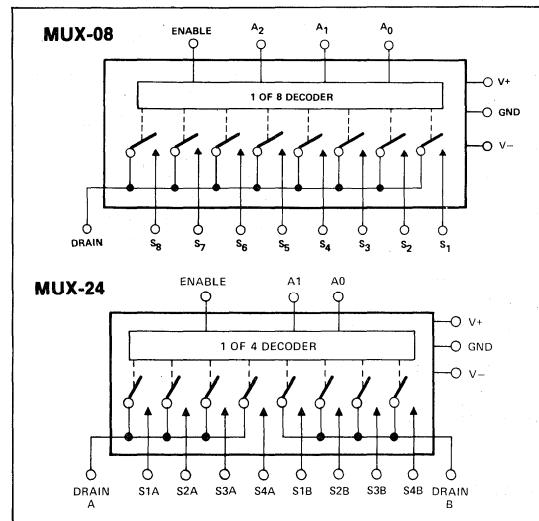 MUX-08
ENABLE A2 A1 A0
1 OF 8 DECODER
V+
GND
V−
DRAIN S8 S7 S6 S5 S4 S3 S2 S1
MUX-24
ENABLE A1 A0
1 OF 4 DECODER
V+
GND
V−
DRAIN A S1A S2A S3A S4A S1B S2B S3B S4B DRAIN B